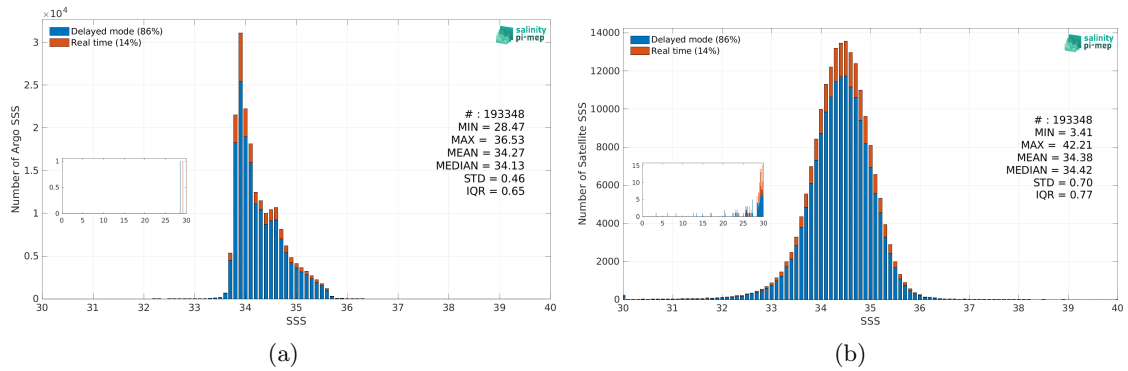 ×10⁴
Delayed mode (86%)
Real time (14%)
salinity
pi-mep
Number of Argo SSS
3
2.5
2
1.5
1
0.5
0
# : 193348
MIN = 28.47
MAX = 36.53
MEAN = 34.27
MEDIAN = 34.13
STD = 0.46
IQR = 0.65
1
0.5
0
0 5 10 15 20 25 30
30 31 32 33 34 35 36 37 38 39 40
SSS
(a)
Delayed mode (86%)
Real time (14%)
salinity
pi-mep
Number of Satellite SSS
14000
12000
10000
8000
6000
4000
2000
0
# : 193348
MIN = 3.41
MAX = 42.21
MEAN = 34.38
MEDIAN = 34.42
STD = 0.70
IQR = 0.77
15
10
5
0
0 5 10 15 20 25 30
30 31 32 33 34 35 36 37 38 39 40
SSS
(b)